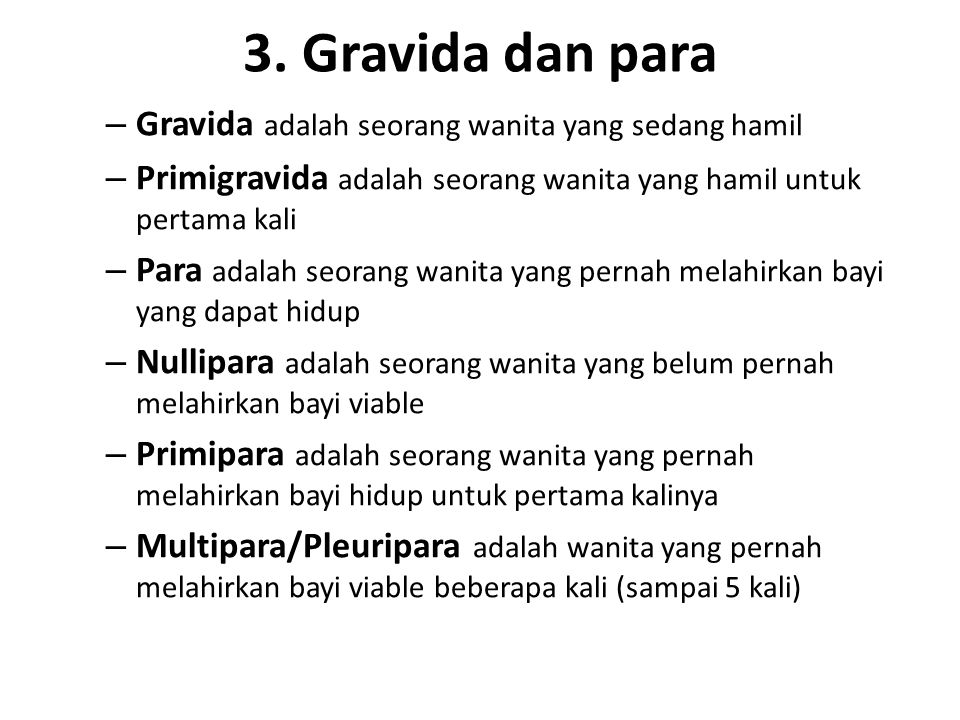 3. Gravida dan para
– Gravida adalah seorang wanita yang sedang hamil
– Primigravida adalah seorang wanita yang hamil untuk
pertama kali
– Para adalah seorang wanita yang pernah melahirkan bayi
yang dapat hidup
– Nullipara adalah seorang wanita yang belum pernah
melahirkan bayi viable
– Primipara adalah seorang wanita yang pernah
melahirkan bayi hidup untuk pertama kalinya
– Multipara/Pleuripara adalah wanita yang pernah
melahirkan bayi viable beberapa kali (sampai 5 kali)